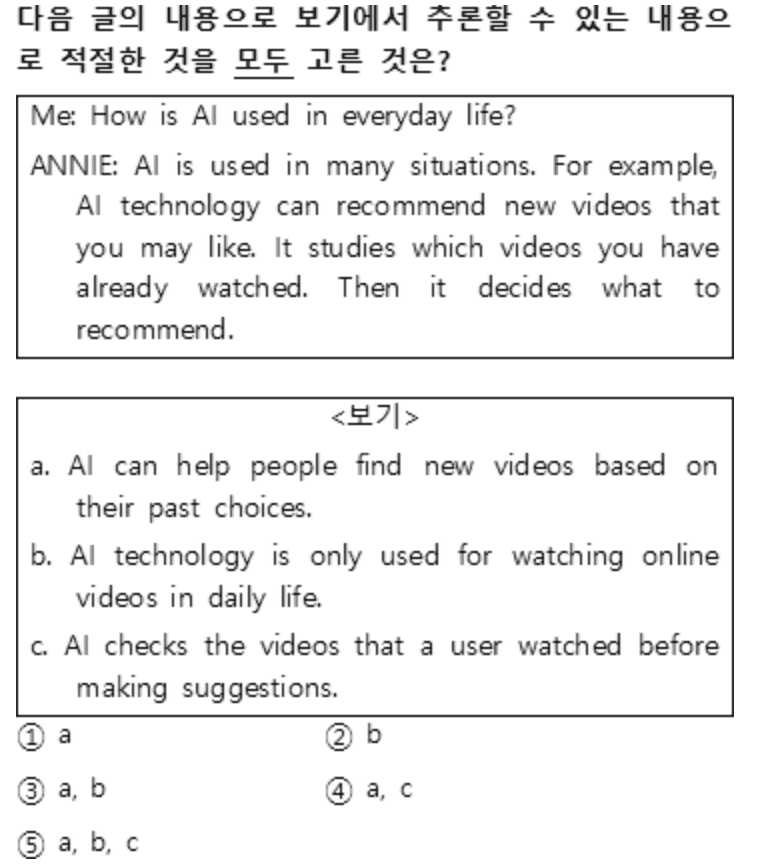 다음 글의 내용으로 보기에서 추론할 수 있는 내용으
로 적절한 것을 모두 고른 것은?
Me: How is AI used in everyday life?
ANNIE: AI is used in many situations. For example,
AI technology can recommend new videos that
you may like. It studies which videos you have
already watched. Then it decides what to
recommend.
<보기>
a. AI can help people find new videos based on
their past choices.
b. AI technology is only used for watching online
videos in daily life.
c. AI checks the videos that a user watched before
making suggestions.
① a ② b
③ a, b ④ a, c
⑤ a, b, c